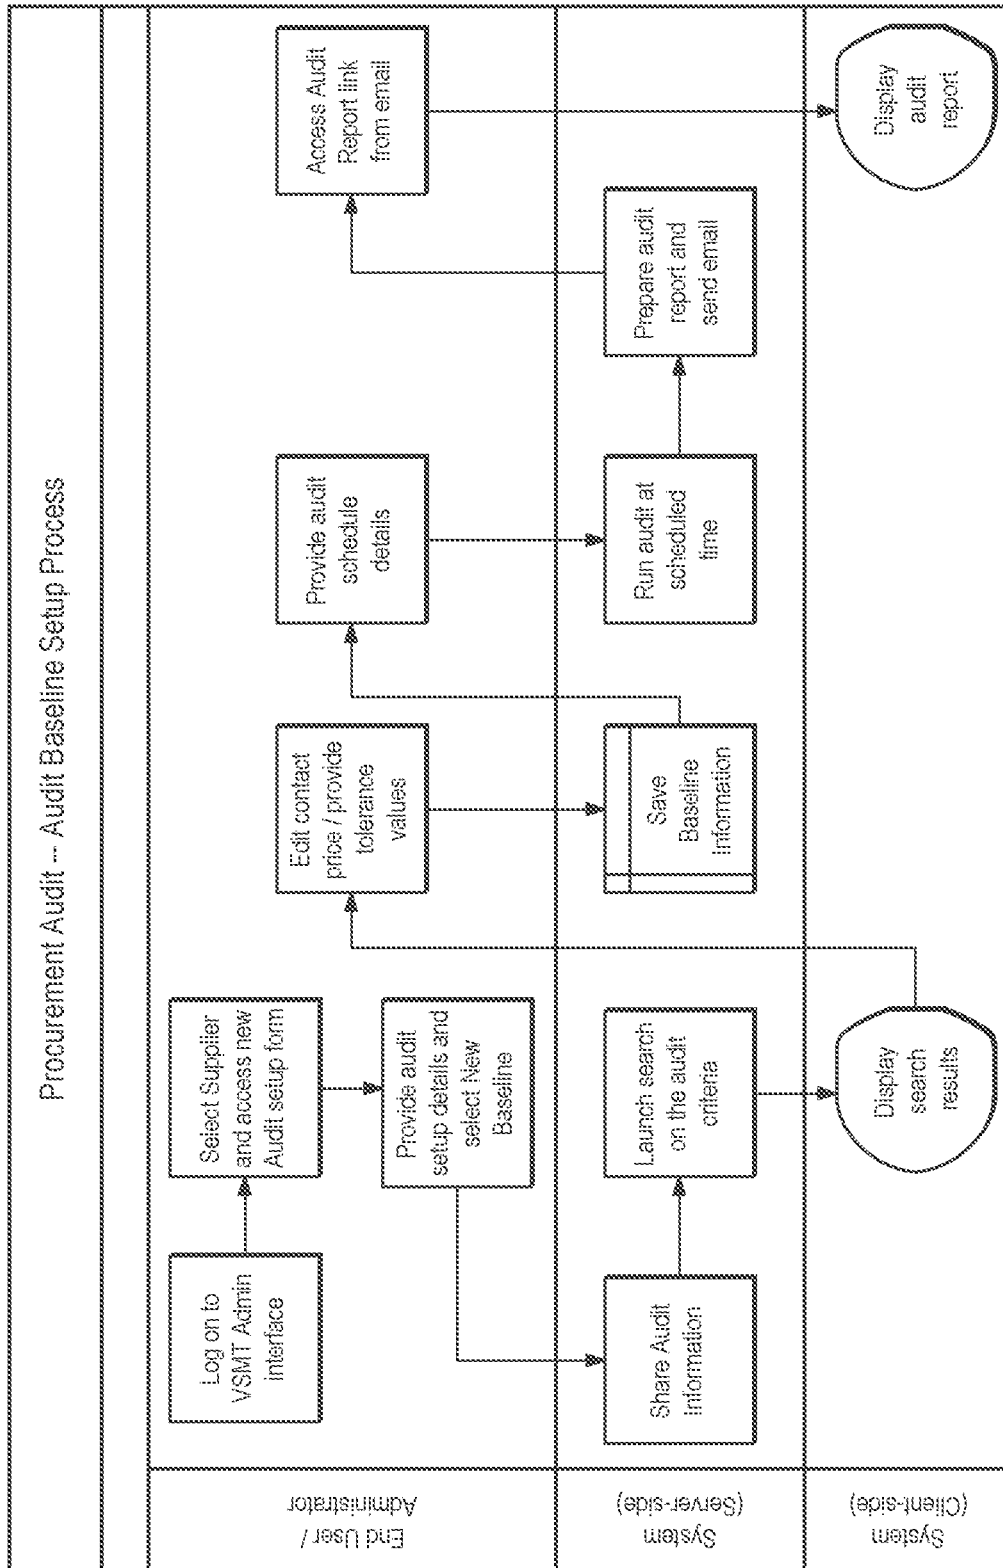 Procurement Audit -- Audit Baseline Setup Process
End User /
Administrator
Log on to
VSMT Admin
interface
Select Supplier
and access new
Audit setup form
Provide audit
setup details and
select New
Baseline
Edit contact
price / provide
tolerance
values
Provide audit
schedule
details
Access Audit
Report link
from email
System
(Server-side)
Share Audit
Information
Launch search
on the audit
criteria
Save
Baseline
Information
Run audit at
scheduled
time
Prepare audit
report and
send email
System
(Client-side)
Display
search
results
Display
audit
report